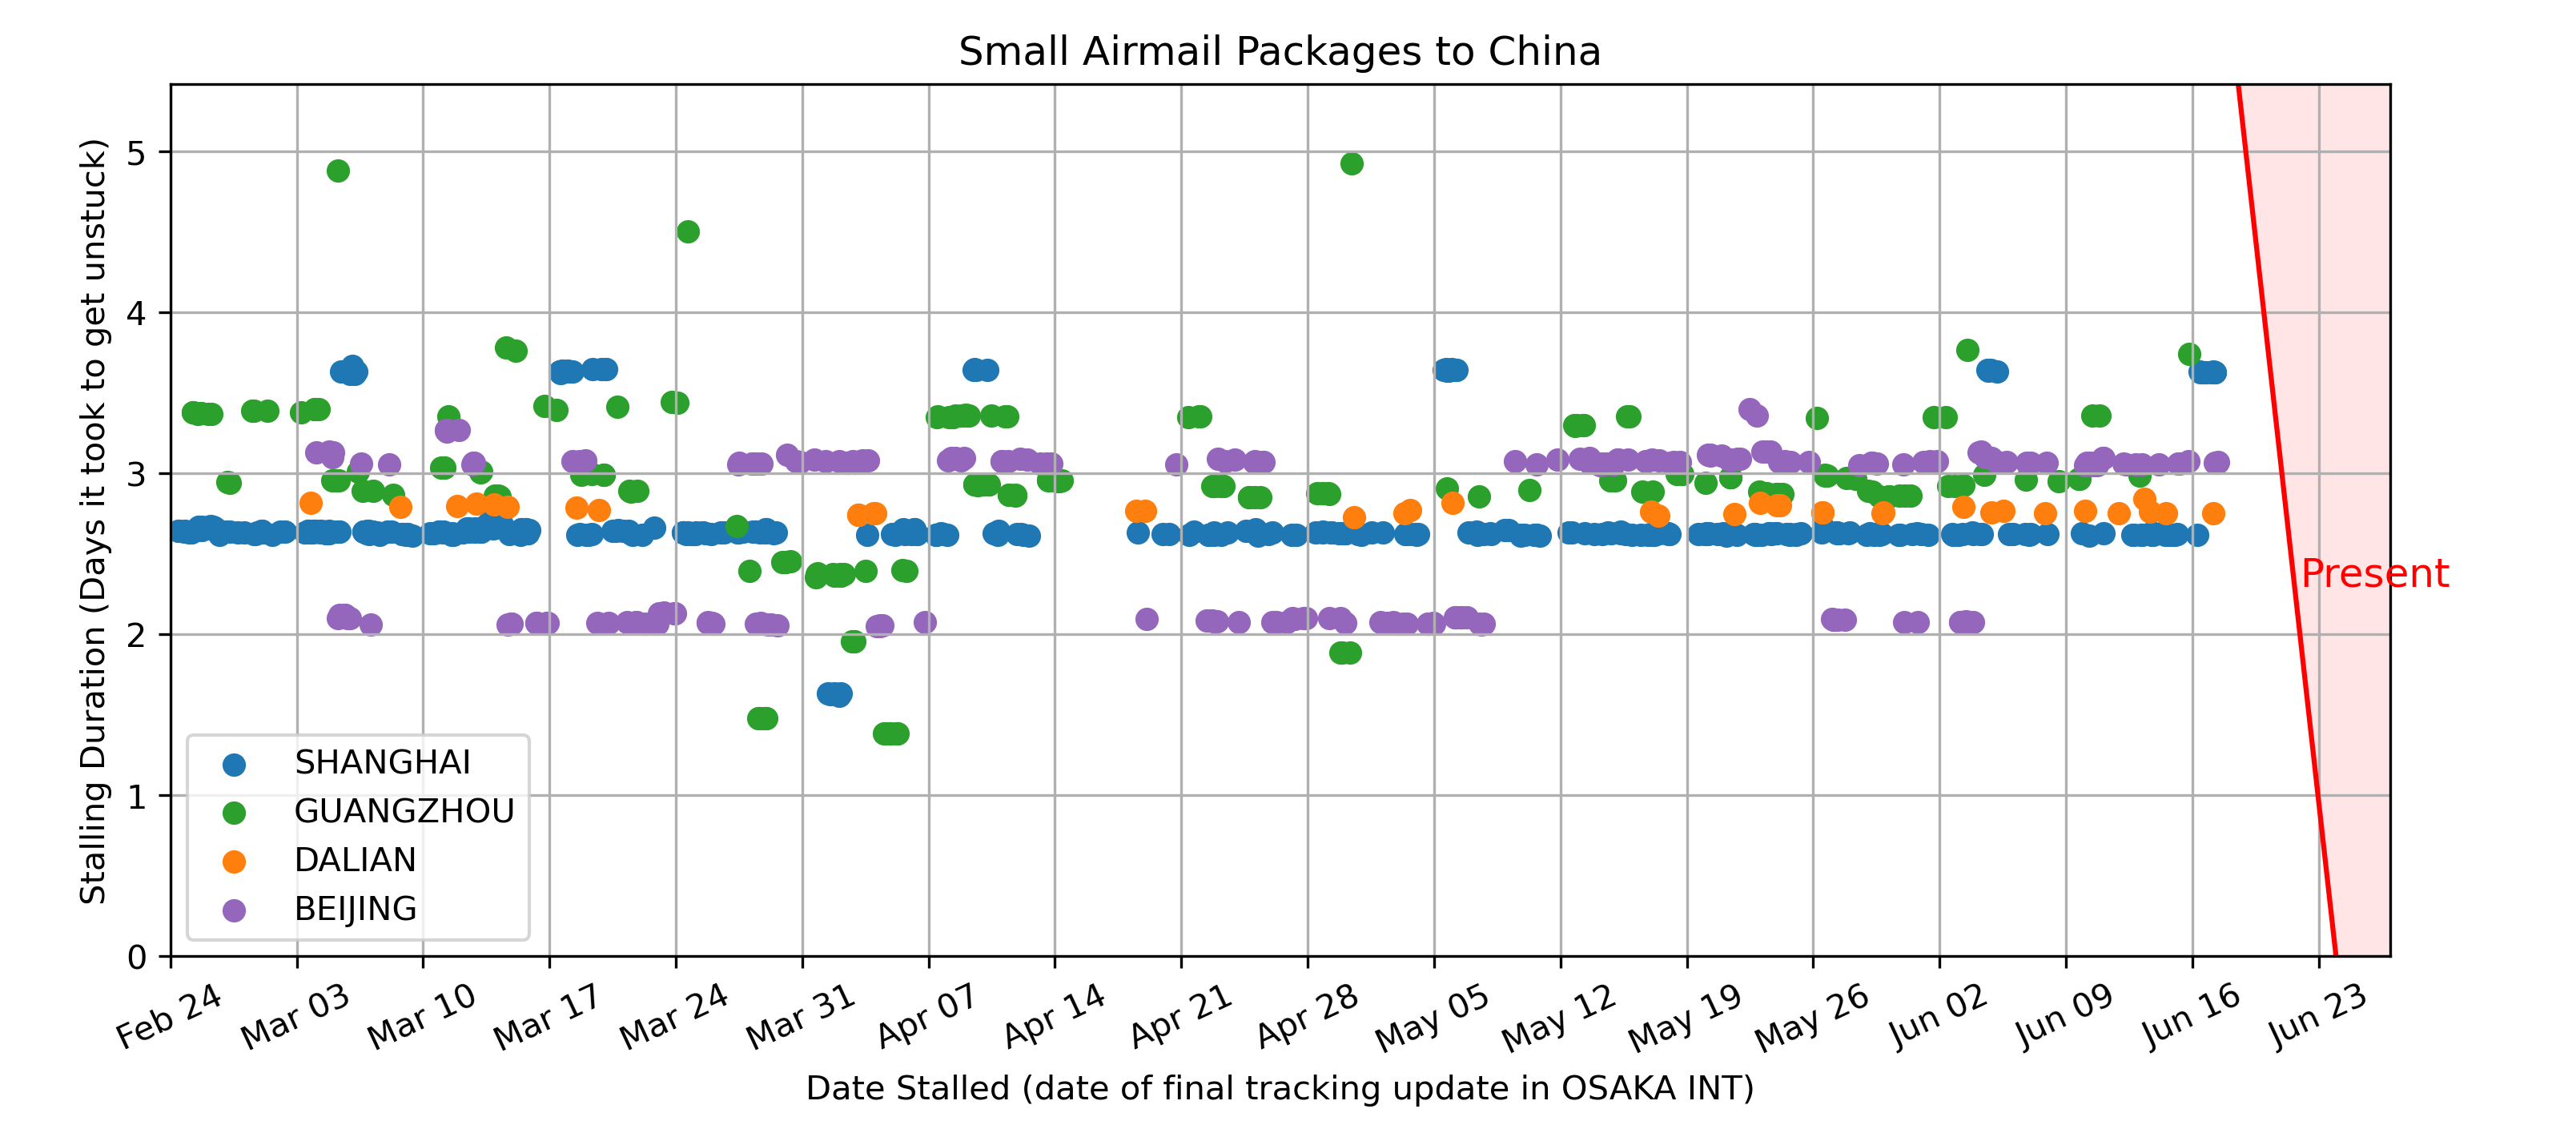 Small Airmail Packages to China
Stalling Duration (Days it took to get unstuck)
5
4
3
2
1
0
Present
SHANGHAI
GUANGZHOU
DALIAN
BEIJING
Feb 24 Mar 03 Mar 10 Mar 17 Mar 24 Mar 31 Apr 07 Apr 14 Apr 21 Apr 28 May 05 May 12 May 19 May 26 Jun 02 Jun 09 Jun 16 Jun 23
Date Stalled (date of final tracking update in OSAKA INT)